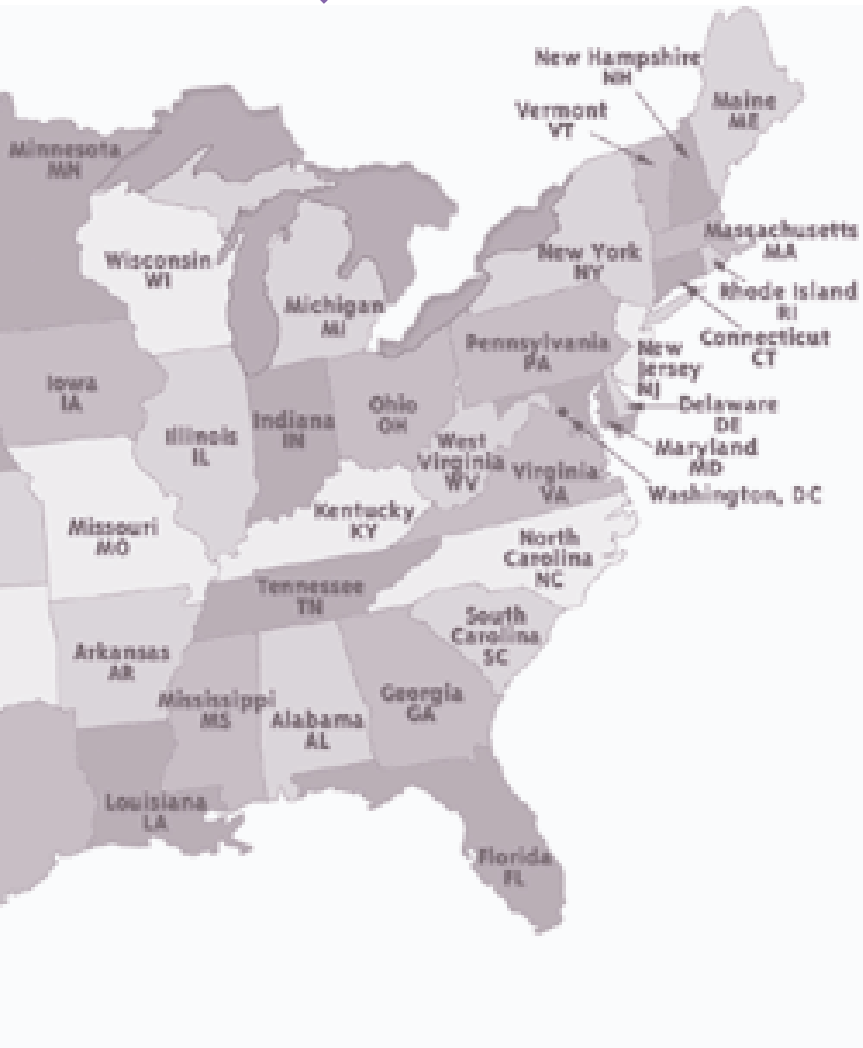 New Hampshire
NH
Maine
ME
Vermont
VT
Minnesota
MN
Massachusetts
MA
Wisconsin
WI
New York
NY
Rhode Island
RI
Michigan
MI
Connecticut
CT
Pennsylvania
PA
New
Jersey
NJ
Iowa
IA
Ohio
OH
Delaware
DE
Indiana
IN
Illinois
IL
West
Virginia
WV
Maryland
MD
Virginia
VA
Washington, DC
Kentucky
KY
Missouri
MO
North
Carolina
NC
Tennessee
TN
South
Carolina
SC
Arkansas
AR
Mississippi
MS
Alabama
AL
Georgia
GA
Louisiana
LA
Florida
FL